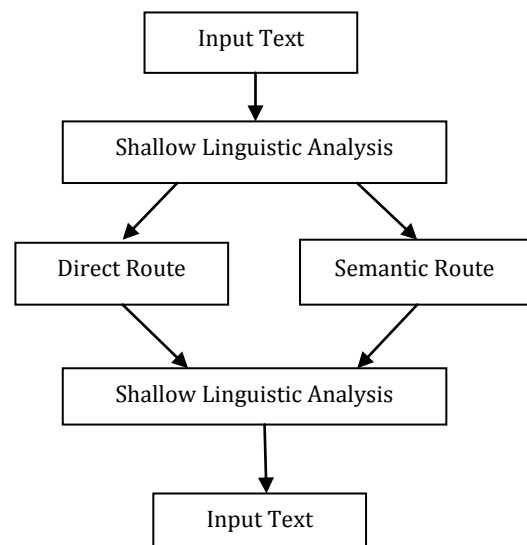 Input Text
Shallow Linguistic Analysis
Direct Route
Semantic Route
Shallow Linguistic Analysis
Input Text